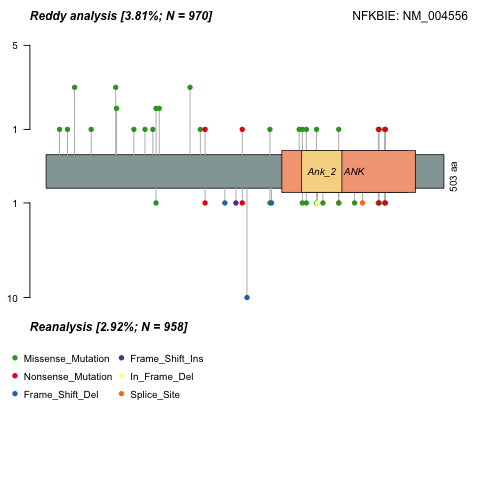 Reddy analysis [3.81%; N = 970]
NFKBIE: NM_004556
5
1
Ank_2
ANK
503 aa
1
10
Reanalysis [2.92%; N = 958]
Missense_Mutation
Frame_Shift_Ins
Nonsense_Mutation
In_Frame_Del
Frame_Shift_Del
Splice_Site